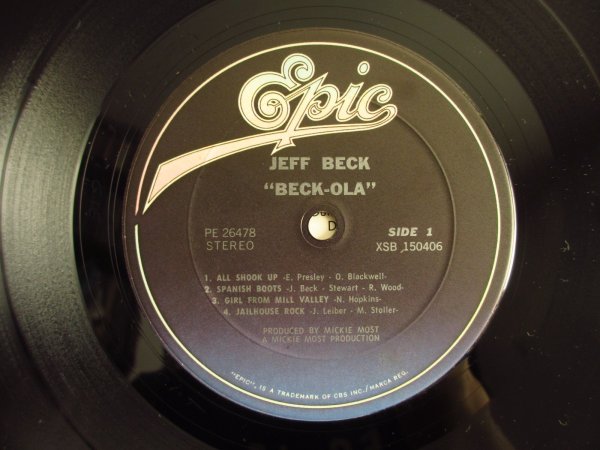 Epic
JEFF BECK
"BECK-OLA"
PE 26478
STEREO
SIDE 1
XSB 150406
1. ALL SHOOK UP -E. Presley - O. Blackwell-
2. SPANISH BOOTS -J. Beck - Stewart - R. Wood-
3. GIRL FROM MILL VALLEY -N. Hopkins-
4. JAILHOUSE ROCK -J. Leiber - M. Stoller-
PRODUCED BY MICKIE MOST
A MICKIE MOST PRODUCTION
"EPIC", IS A TRADEMARK OF CBS INC./MARCA REG.